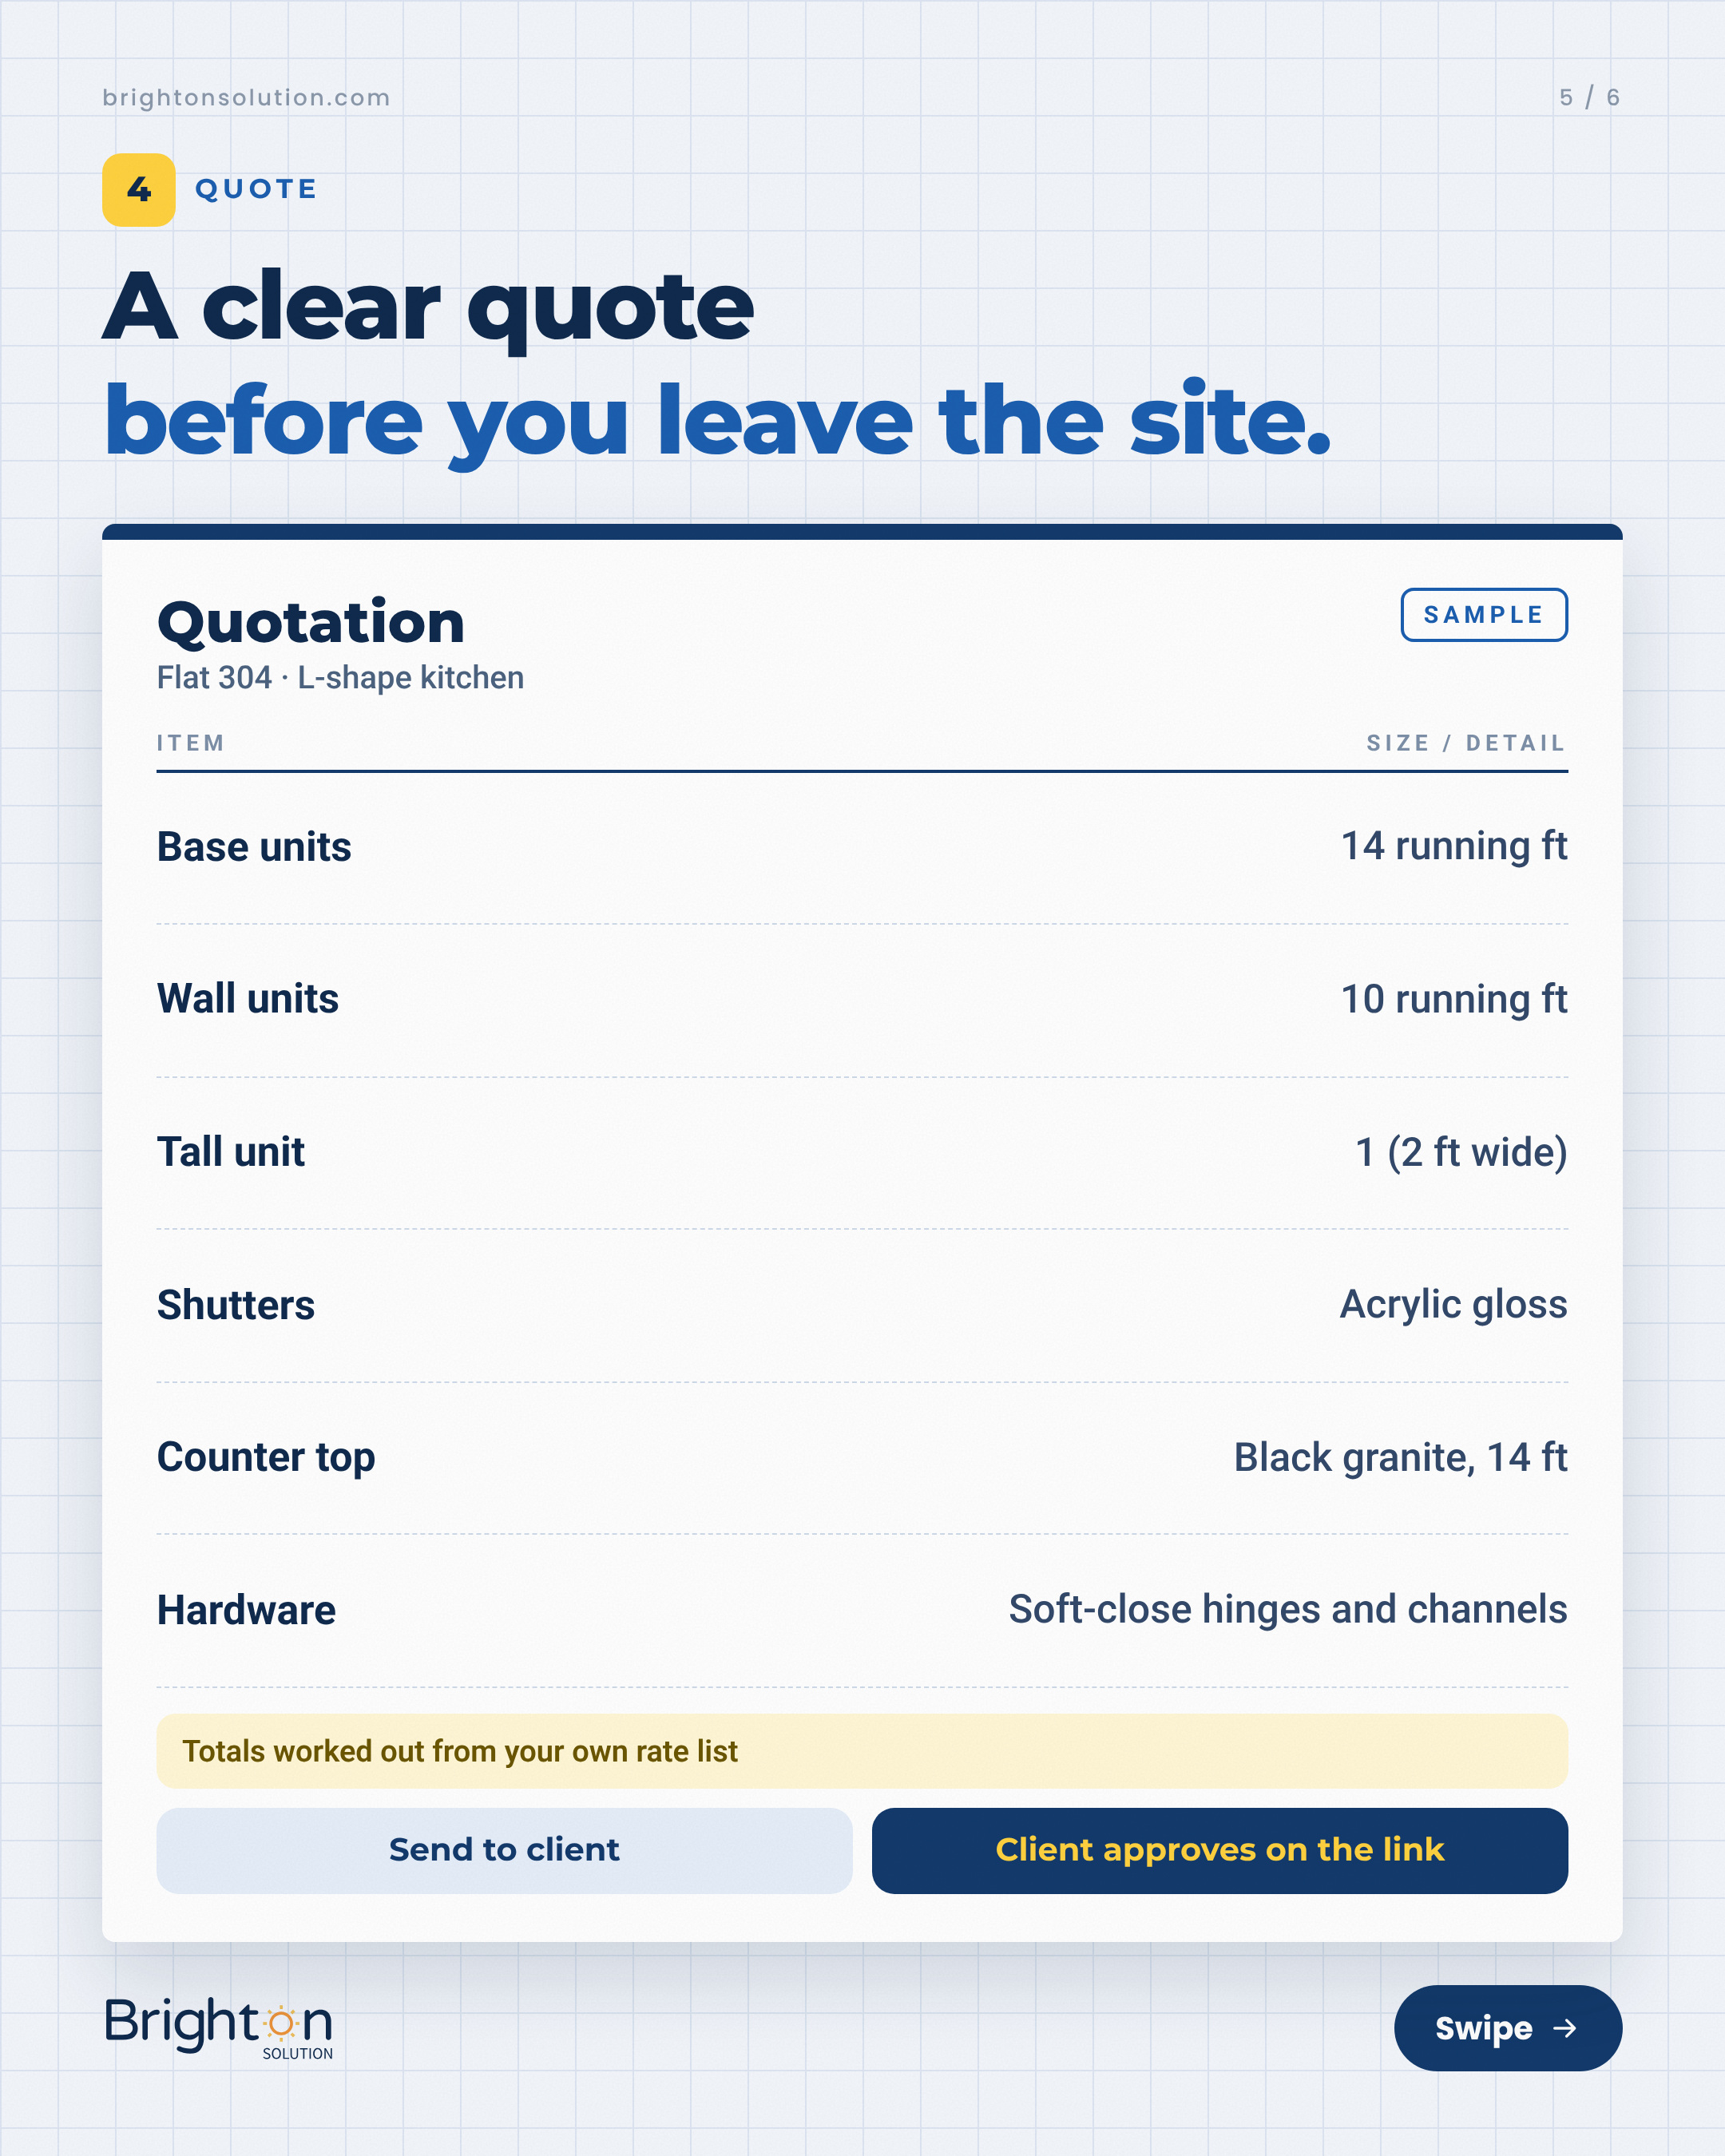 brightonsolution.com
5 / 6
4 QUOTE
A clear quote
before you leave the site.
Quotation
SAMPLE
Flat 304 · L-shape kitchen
ITEM SIZE / DETAIL
Base units 14 running ft
Wall units 10 running ft
Tall unit 1 (2 ft wide)
Shutters Acrylic gloss
Counter top Black granite, 14 ft
Hardware Soft-close hinges and channels
Totals worked out from your own rate list
Send to client Client approves on the link
Brighton
SOLUTION
Swipe →